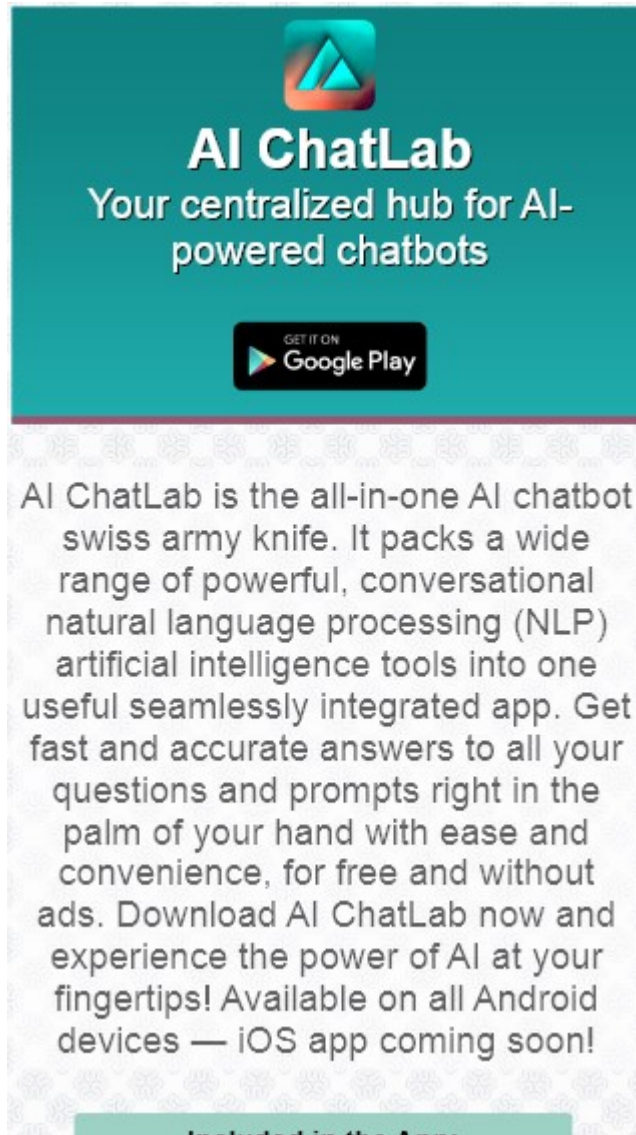 AI ChatLab
Your centralized hub for AI-
powered chatbots
GET IT ON
Google Play
AI ChatLab is the all-in-one AI chatbot
swiss army knife. It packs a wide
range of powerful, conversational
natural language processing (NLP)
artificial intelligence tools into one
useful seamlessly integrated app. Get
fast and accurate answers to all your
questions and prompts right in the
palm of your hand with ease and
convenience, for free and without
ads. Download AI ChatLab now and
experience the power of AI at your
fingertips! Available on all Android
devices — iOS app coming soon!
Included in the App: